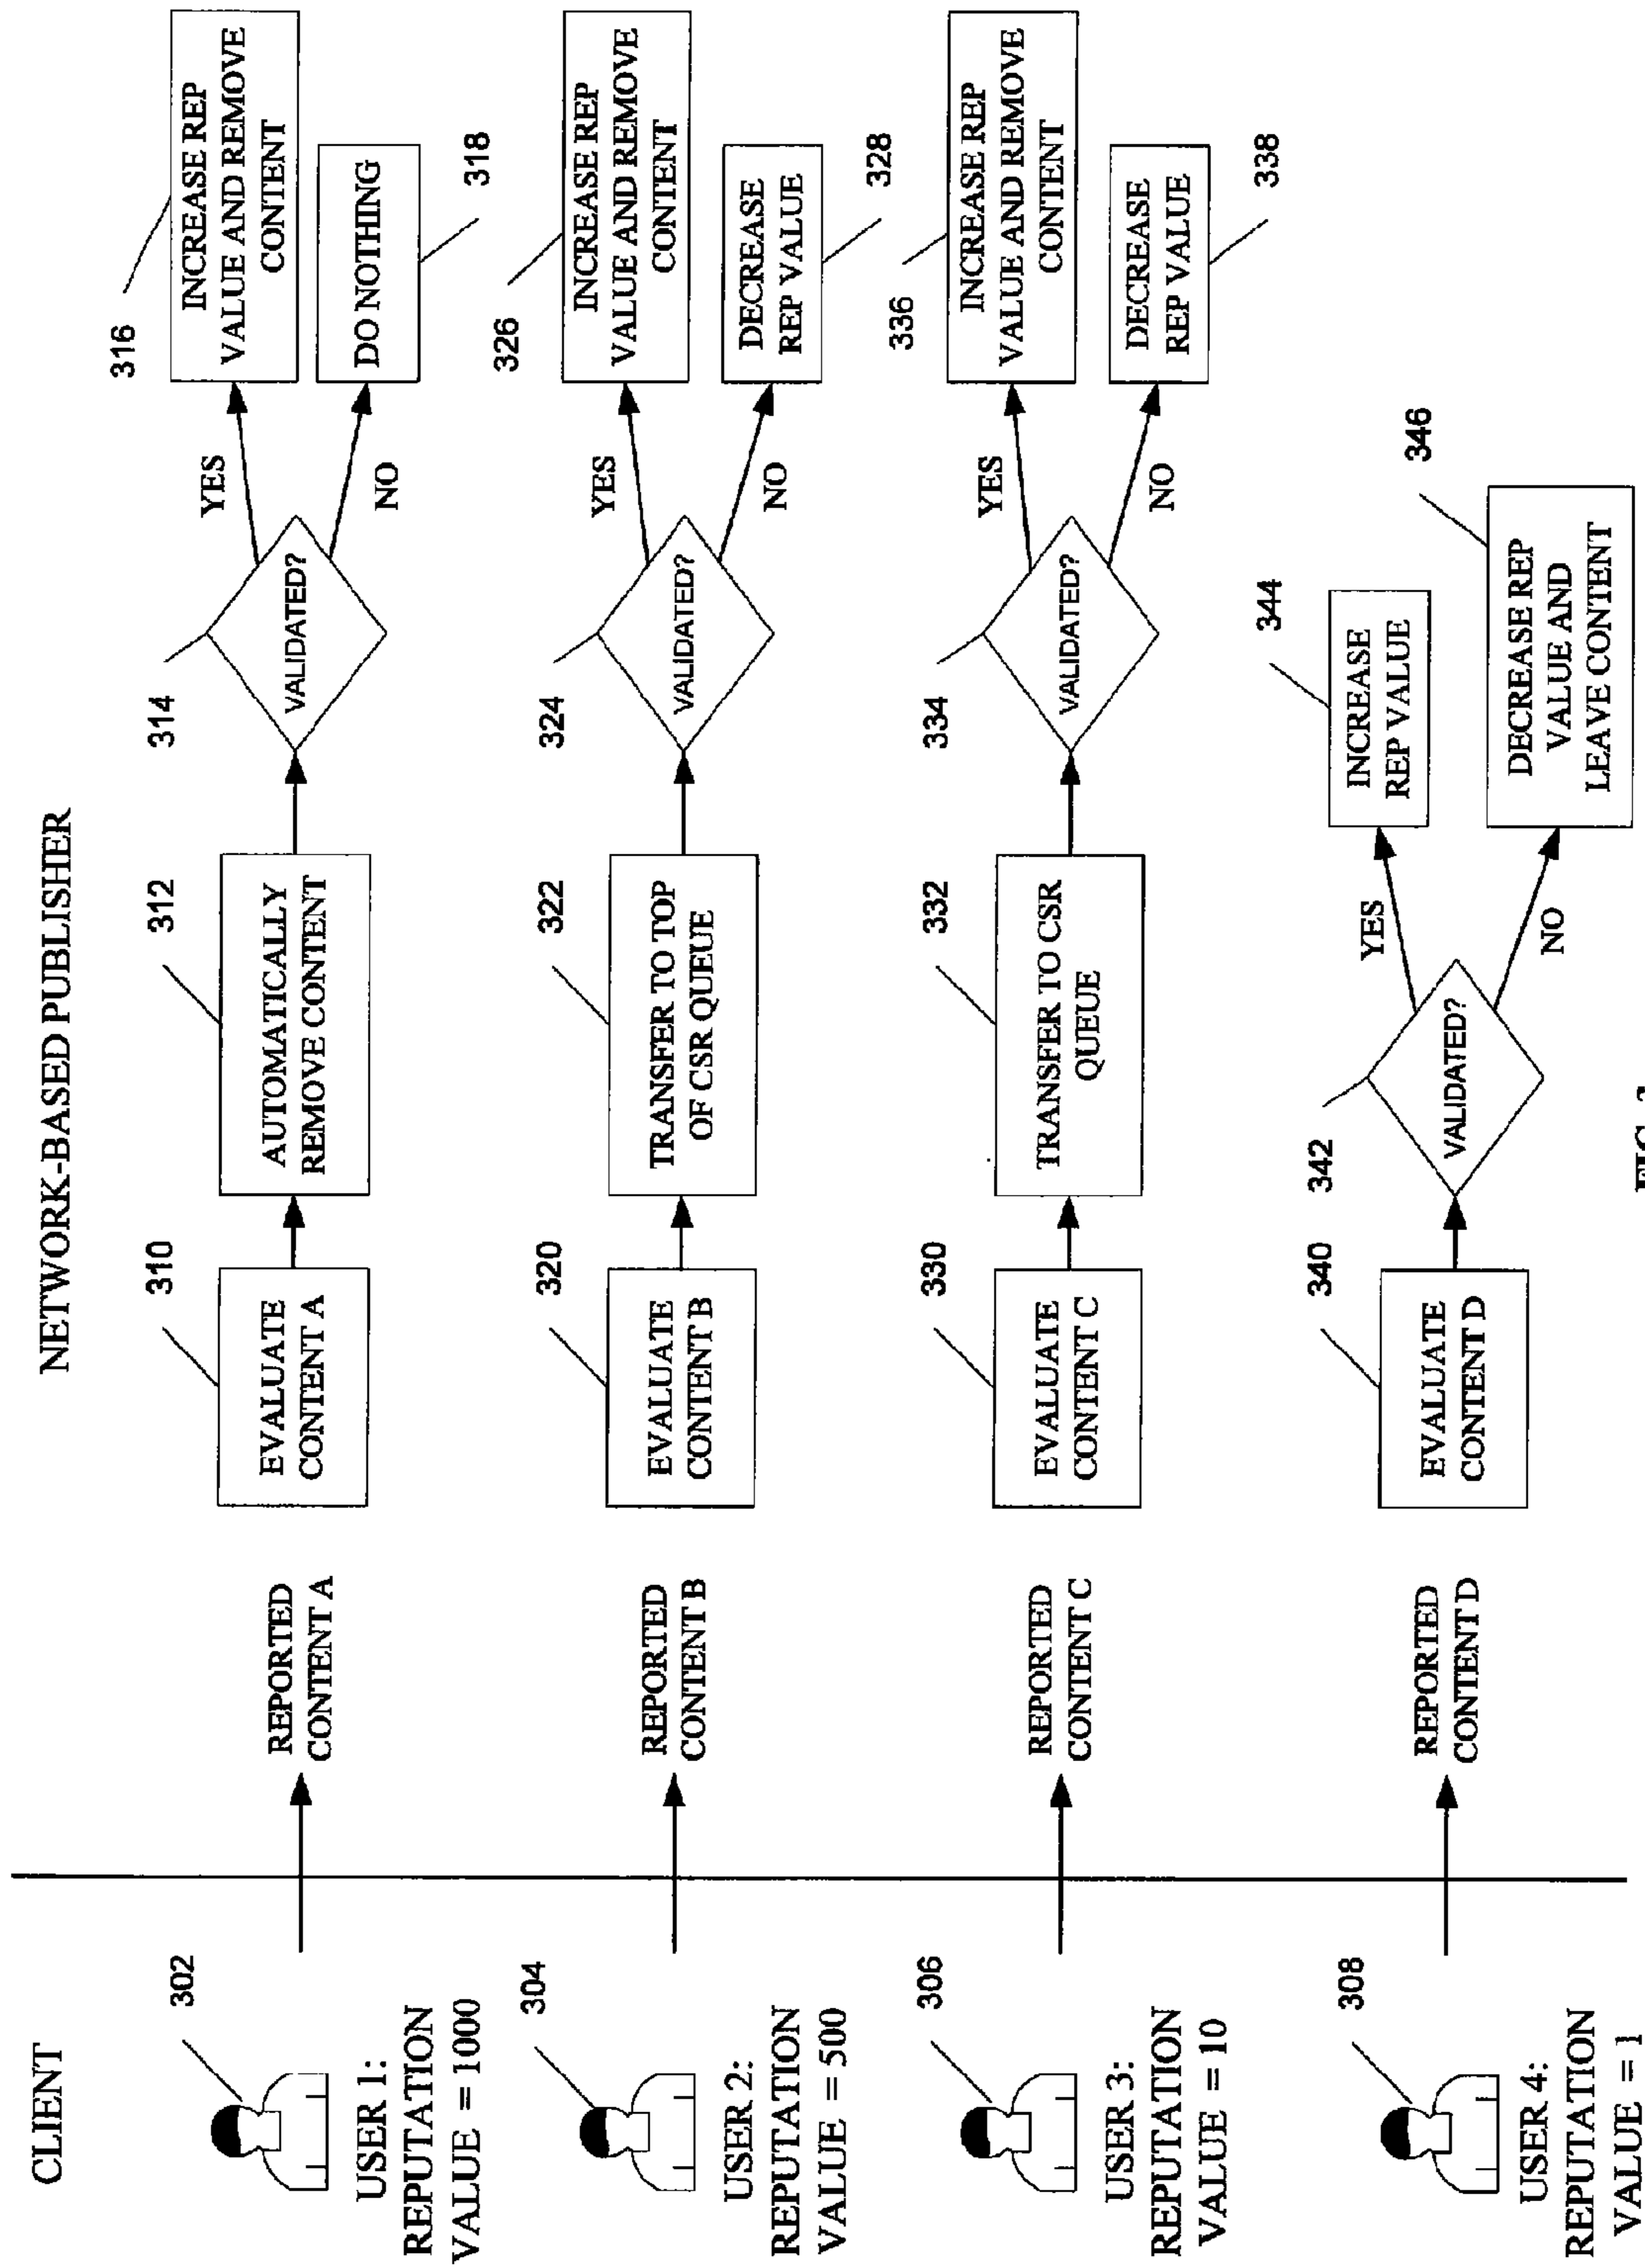 CLIENT
NETWORK-BASED PUBLISHER
302
USER 1:
REPUTATION
VALUE = 1000
REPORTED
CONTENT A
310
EVALUATE
CONTENT A
312
AUTOMATICALLY
REMOVE CONTENT
314
VALIDATED?
YES
NO
316
INCREASE REP
VALUE AND REMOVE
CONTENT
DO NOTHING
318
304
USER 2:
REPUTATION
VALUE = 500
REPORTED
CONTENT B
320
EVALUATE
CONTENT B
322
TRANSFER TO TOP
OF CSR QUEUE
324
VALIDATED?
YES
NO
326
INCREASE REP
VALUE AND REMOVE
CONTENT
DECREASE
REP VALUE
328
306
USER 3:
REPUTATION
VALUE = 10
REPORTED
CONTENT C
330
EVALUATE
CONTENT C
332
TRANSFER TO CSR
QUEUE
334
VALIDATED?
YES
NO
336
INCREASE REP
VALUE AND REMOVE
CONTENT
DECREASE
REP VALUE
338
308
USER 4:
REPUTATION
VALUE = 1
REPORTED
CONTENT D
340
EVALUATE
CONTENT D
342
VALIDATED?
YES
NO
344
INCREASE
REP VALUE
346
DECREASE REP
VALUE AND
LEAVE CONTENT